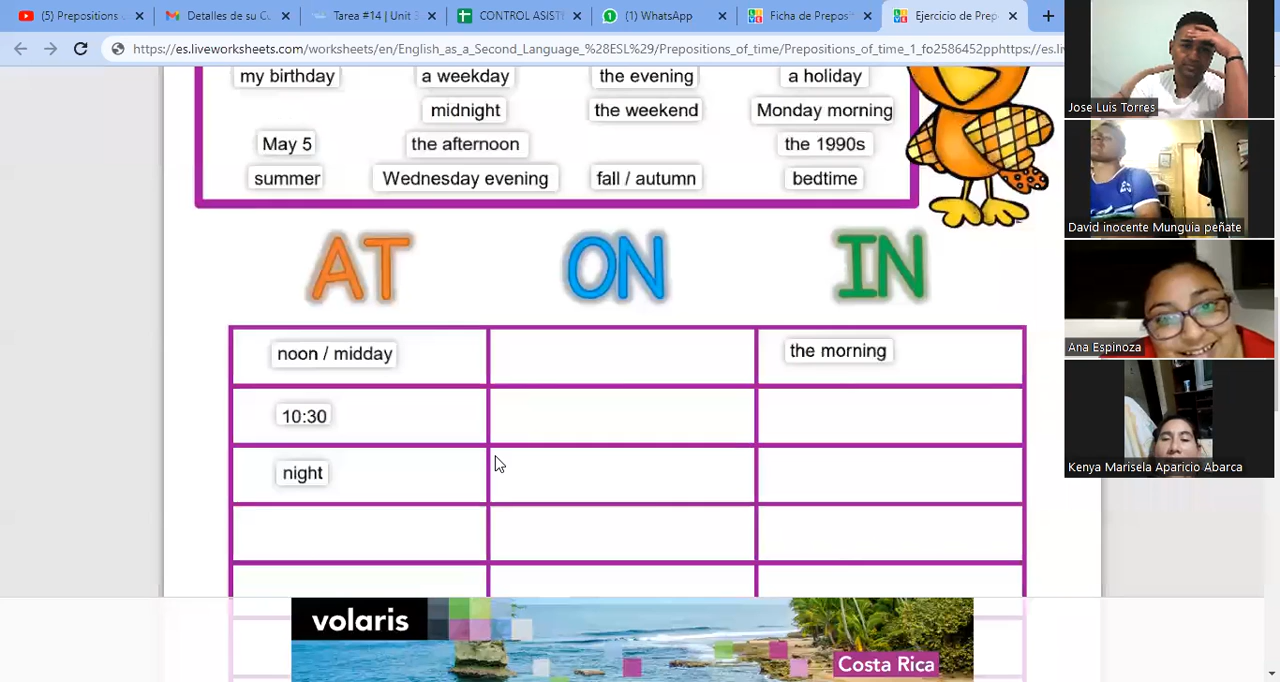 (5) Prepositions
Detalles de su Cu
Tarea #14 | Unit 3
CONTROL ASIST
(1) WhatsApp
Ficha de Preposit
Ejercicio de Prep
https://es.liveworksheets.com/worksheets/en/English_as_a_Second_Language_%28ESL%29/Prepositions_of_time/Prepositions_of_time_1_fo2586452pphttps://es.li
my birthday a weekday the evening a holiday
midnight the weekend Monday morning
May 5 the afternoon the 1990s
summer Wednesday evening fall / autumn bedtime
AT ON IN
noon / midday the morning
10:30
night
volaris
Costa Rica
Jose Luis Torres
David inocente Munguia peñate
Ana Espinoza
Kenya Marisela Aparicio Abarca